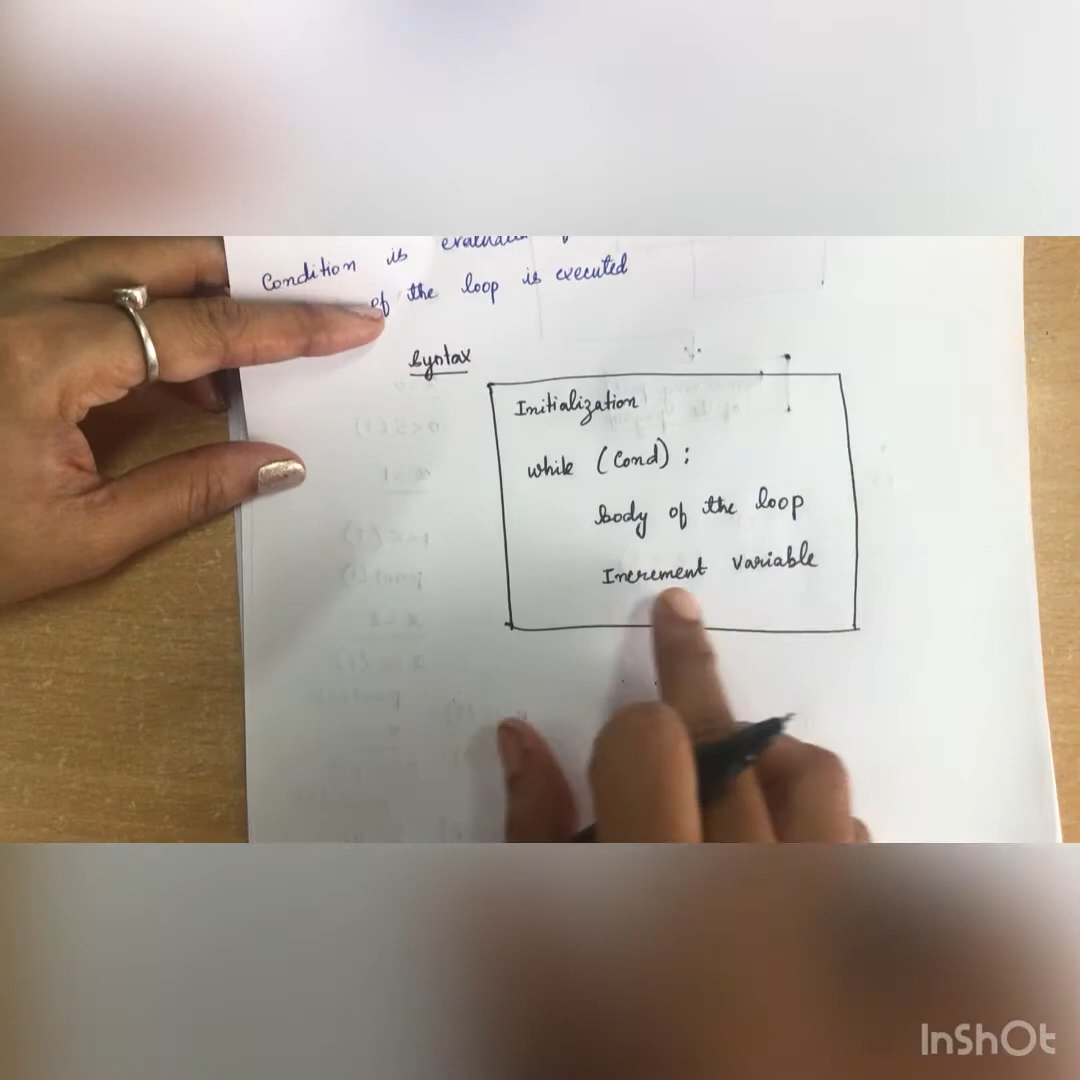 Condition is
of the loop is executed
Syntax
Initialization
while (Cond) :
body of the loop
Increment variable
InShOt